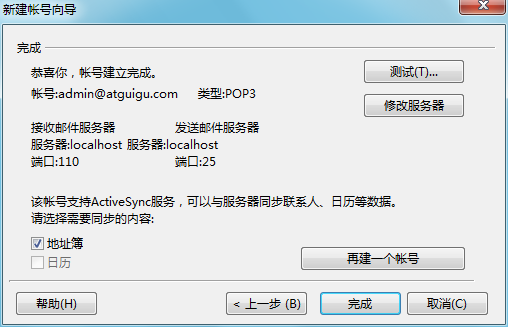 新建帐号向导
完成
恭喜你，帐号建立完成。
测试(T)...
帐号:admin@atguigu.com 类型:POP3
修改服务器
接收邮件服务器 发送邮件服务器
服务器:localhost 服务器:localhost
端口:110 端口:25
该帐号支持ActiveSync服务，可以与服务器同步联系人、日历等数据。
请选择需要同步的内容:
地址簿
日历
再建一个帐号
帮助(H) < 上一步 (B) 完成 取消(C)